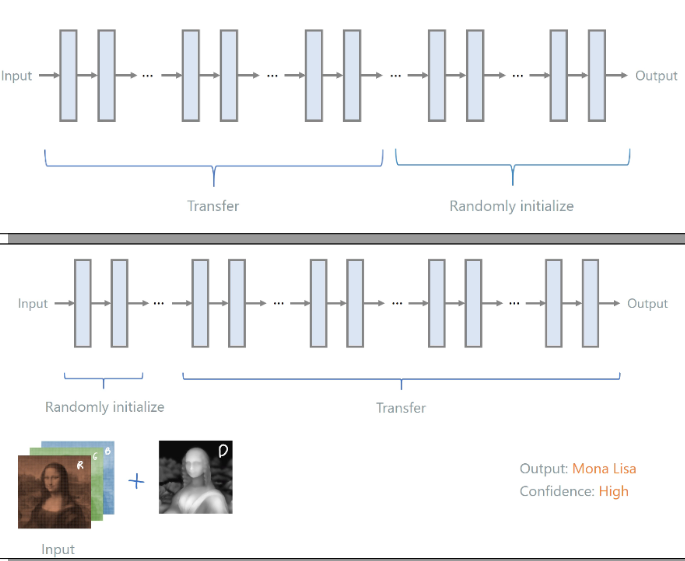 Input
...
...
...
...
Output
Transfer
Randomly initialize
Input
...
...
...
...
Output
Randomly initialize
Transfer
R
G
B
+
D
Output: Mona Lisa
Confidence: High
Input